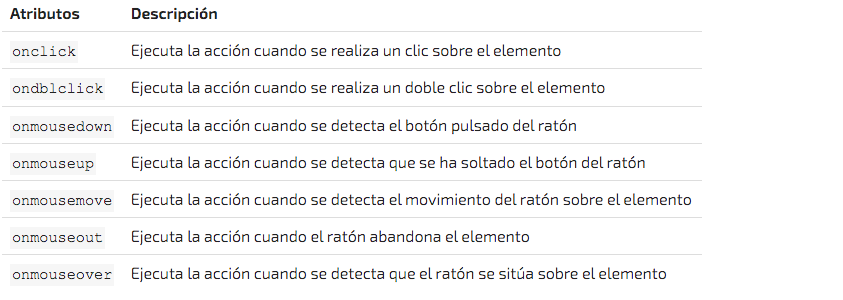 Atributos Descripción
onclick Ejecuta la acción cuando se realiza un clic sobre el elemento
ondblclick Ejecuta la acción cuando se realiza un doble clic sobre el elemento
onmousedown Ejecuta la acción cuando se detecta el botón pulsado del ratón
onmouseup Ejecuta la acción cuando se detecta que se ha soltado el botón del ratón
onmousemove Ejecuta la acción cuando se detecta el movimiento del ratón sobre el elemento
onmouseout Ejecuta la acción cuando el ratón abandona el elemento
onmouseover Ejecuta la acción cuando se detecta que el ratón se sitúa sobre el elemento